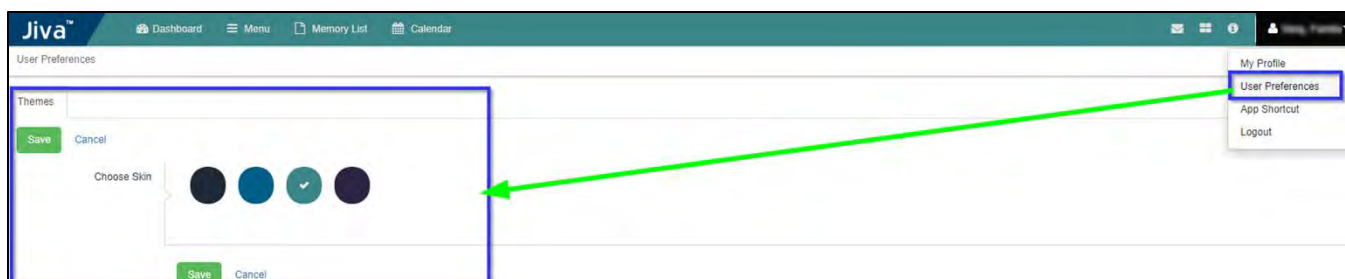 Jiva™ Dashboard Menu Memory List Calendar
User Preferences
My Profile
User Preferences
App Shortcut
Logout
Themes
Save Cancel
Choose Skin
Save Cancel